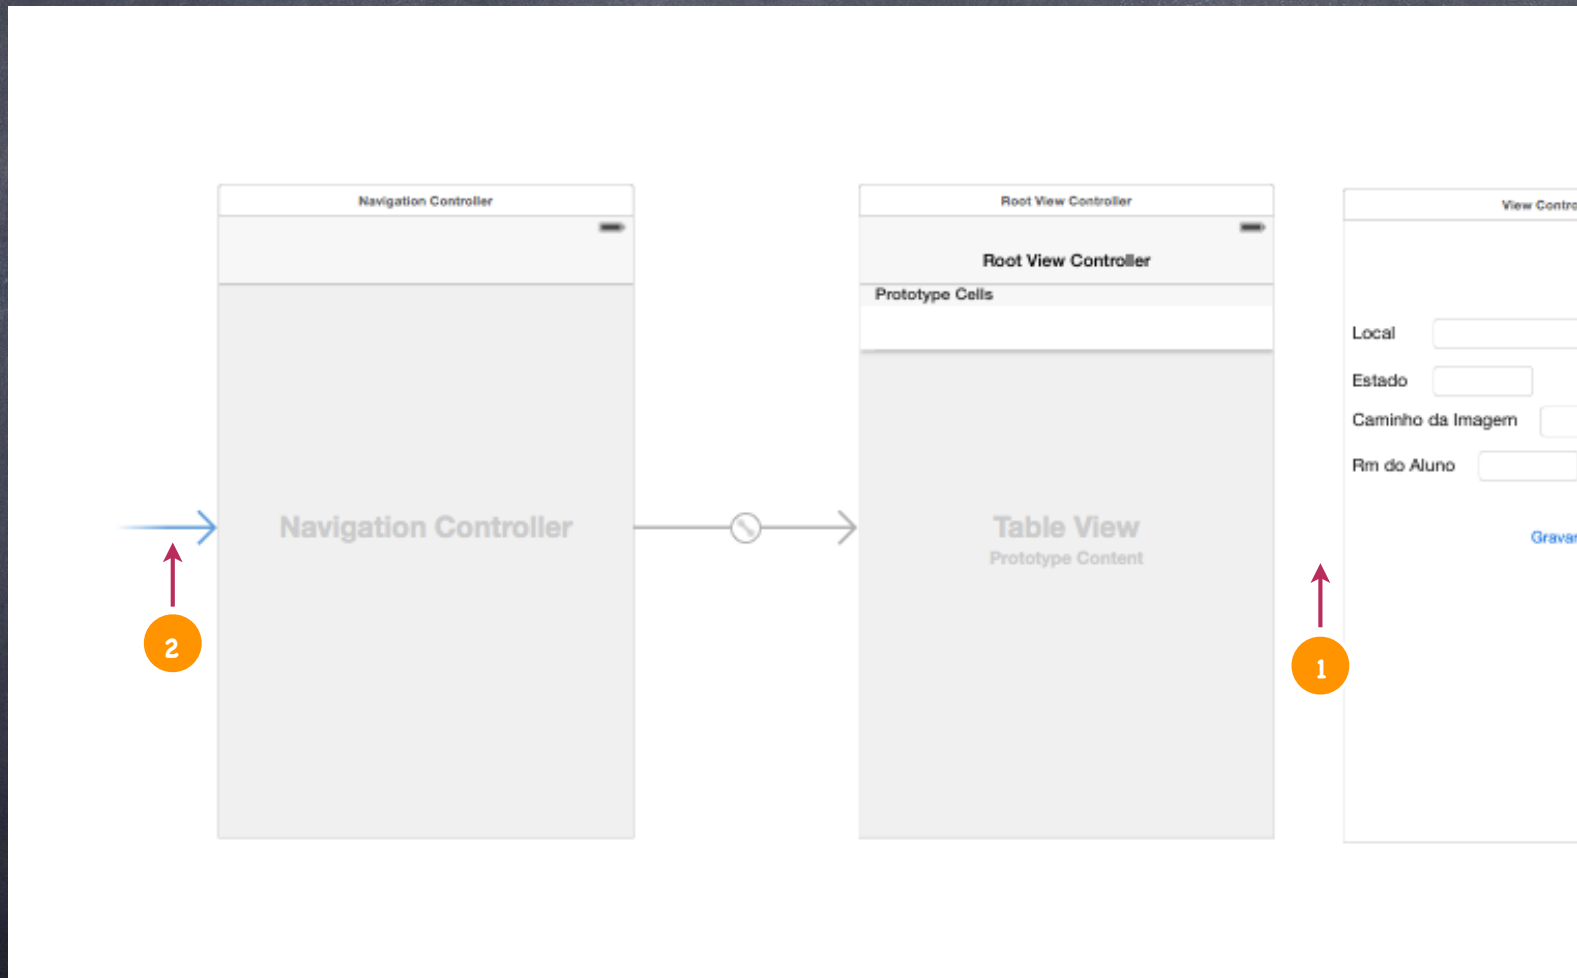 Navigation Controller
Navigation Controller
2
Root View Controller
Root View Controller
Prototype Cells
Table View
Prototype Content
1
View
Local
Estado
Caminho da Imagem
Rm do Aluno